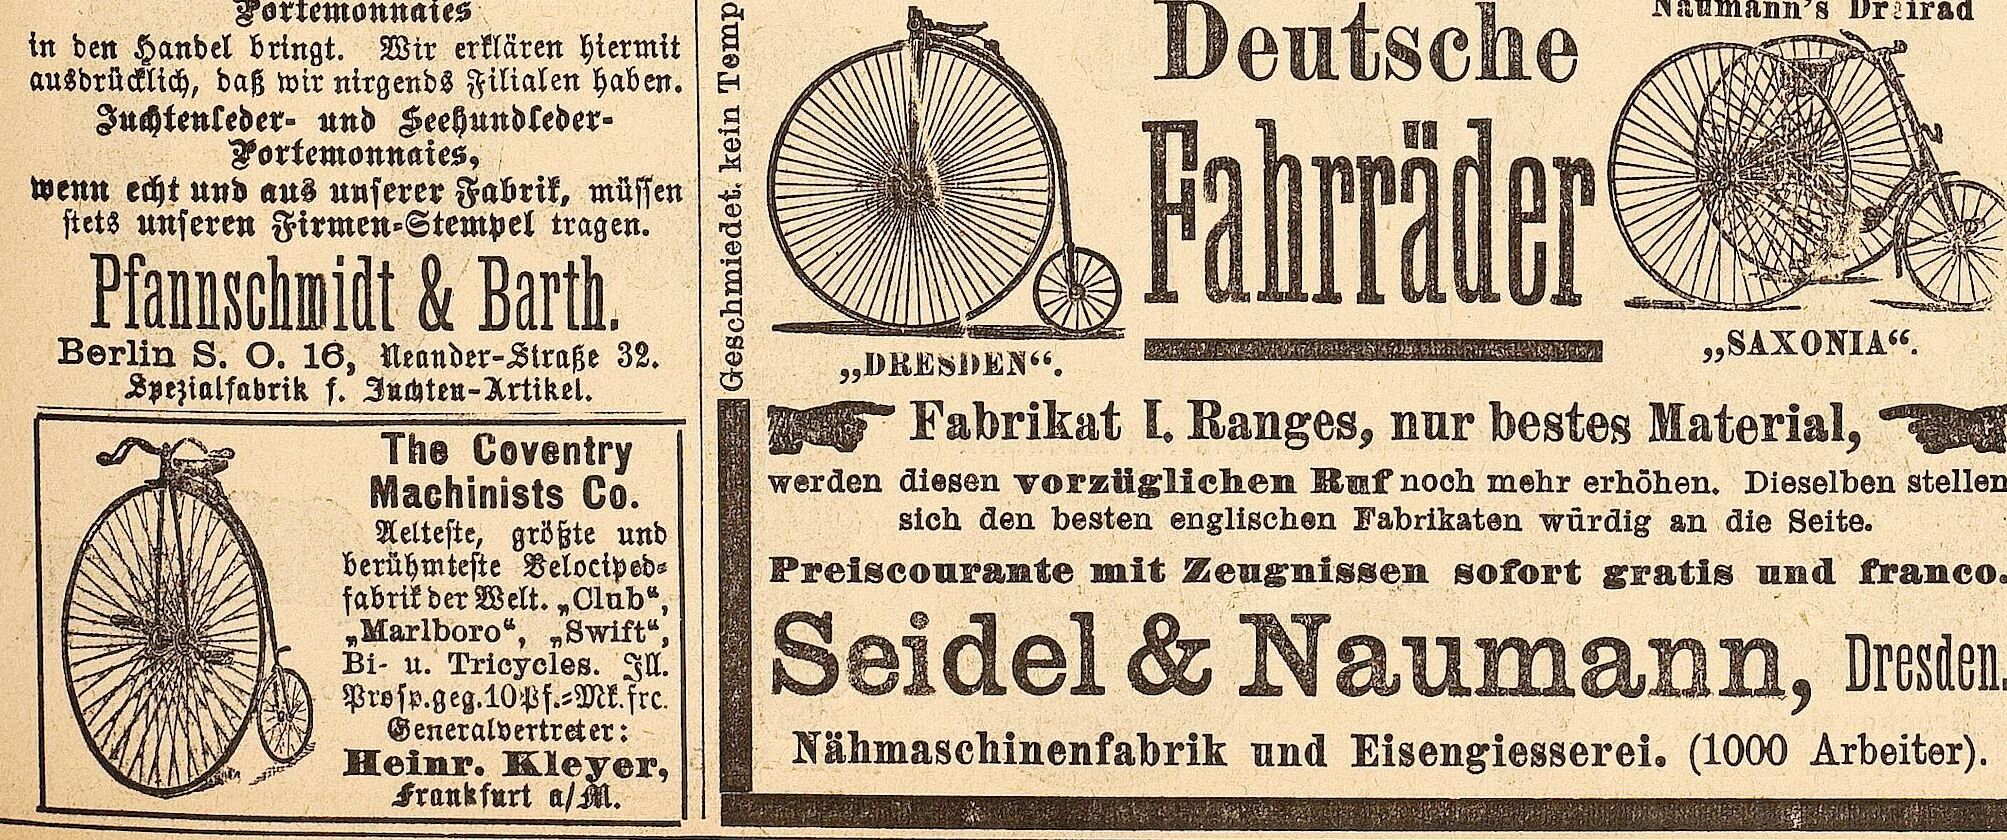 Portemonnaies
in den Handel bringt. Wir erklären hiermit
ausdrücklich, daß wir nirgends Filialen haben.
Juchtenleder- und Seehundleder-
Portemonnaies,
wenn echt und aus unserer Fabrik, müssen
stets unseren Firmen-Stempel tragen.
Pfannschmidt & Barth.
Berlin S. O. 16, Neander-Straße 32.
Spezialfabrik f. Juchten-Artikel.
The Coventry
Machinists Co.
Aelteste, größte und
berühmteste Velociped-
fabrik der Welt. „Club“,
„Marlboro“, „Swift“,
Bi- u. Tricycles. Ill.
Prosp. geg. 10 Pf.-Mk. frc.
Generalvertreter:
Heinr. Kleyer,
Frankfurt a/M.
Geschmiedet. kein
Deutsche
Fahrräder
Naumann's Dreirad
„DRESDEN“.
„SAXONIA“.
Fabrikat I. Ranges, nur bestes Material,
werden diesen vorzüglichen Ruf noch mehr erhöhen. Dieselben stellen
sich den besten englischen Fabrikaten würdig an die Seite.
Preiscourante mit Zeugnissen sofort gratis und franco.
Seidel & Naumann, Dresden.
Nähmaschinenfabrik und Eisengiesserei. (1000 Arbeiter).